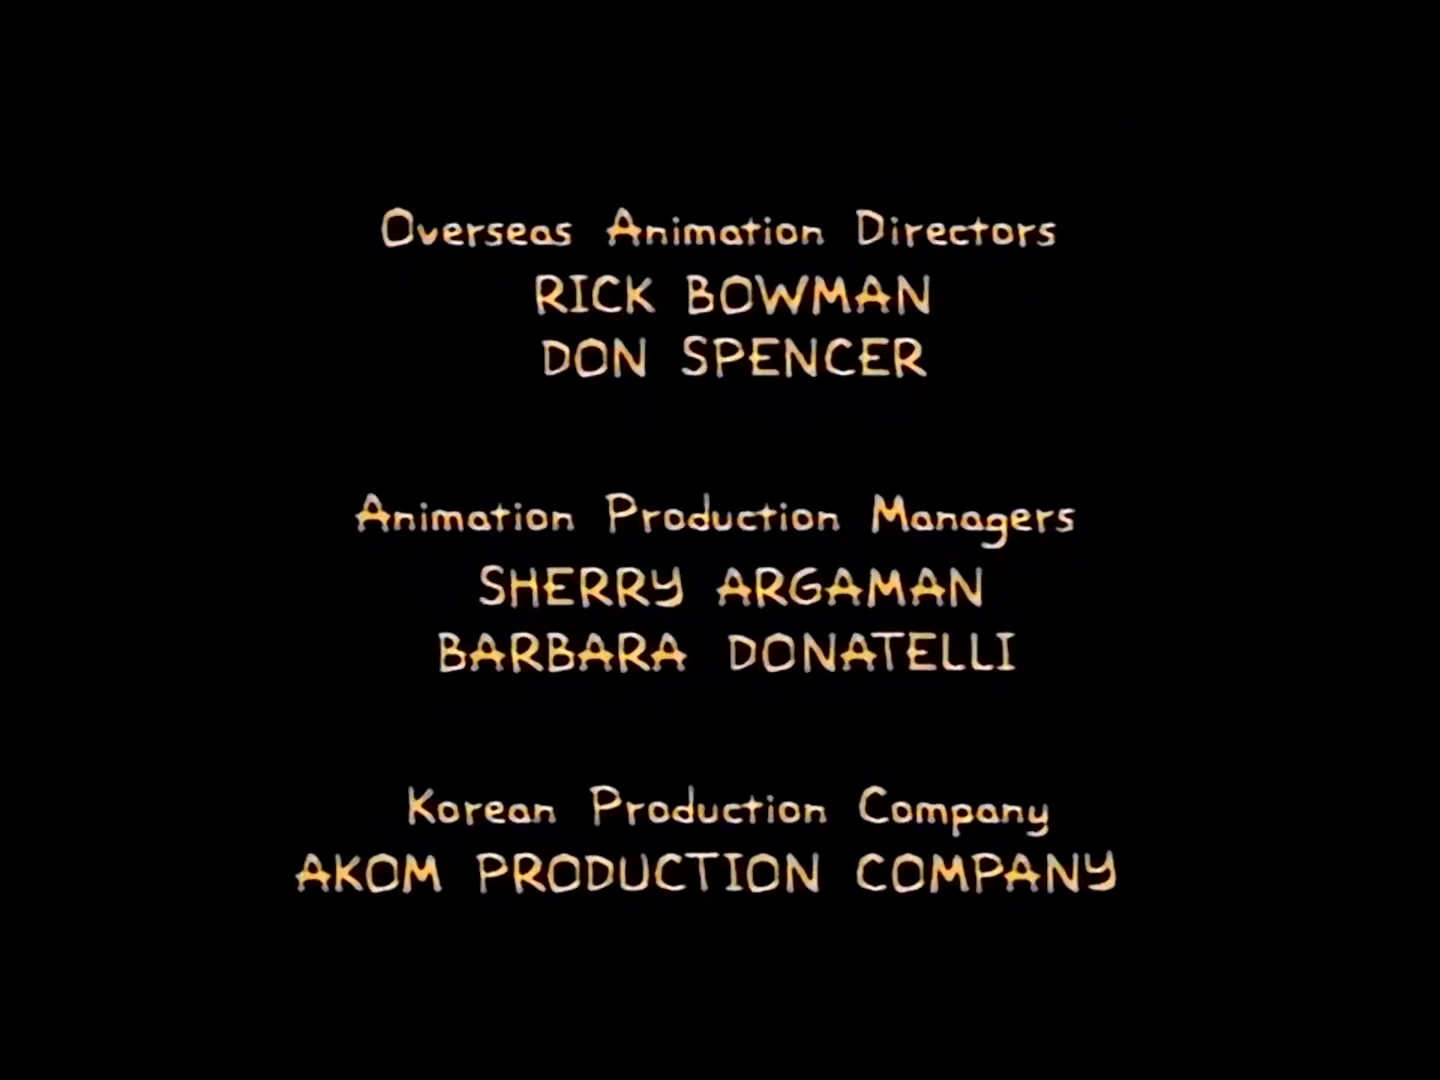 Overseas Animation Directors
RICK BOWMAN
DON SPENCER
Animation Production Managers
SHERRY ARGAMAN
BARBARA DONATELLI
Korean Production Company
AKOM PRODUCTION COMPANY